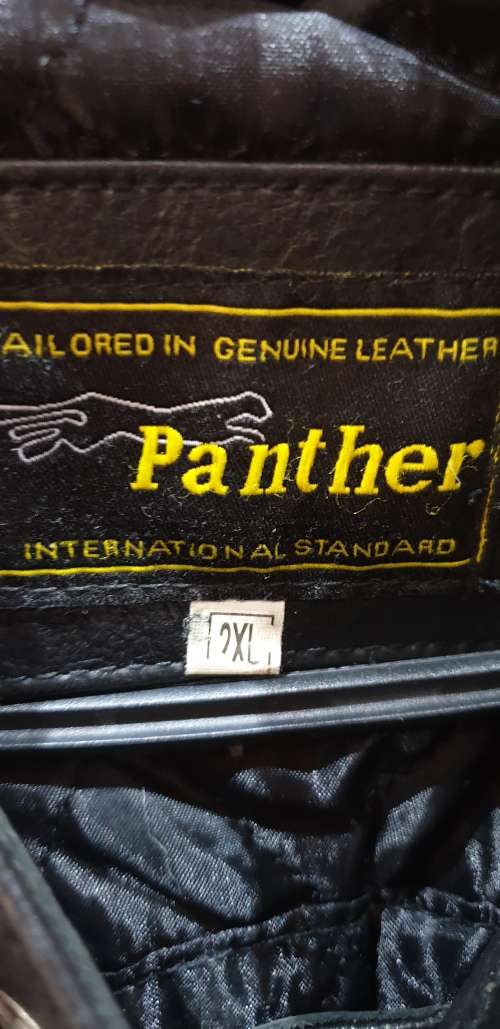 AILORED IN GENUINE LEATHER
Panther
INTERNATIONAL STANDARD
2XL